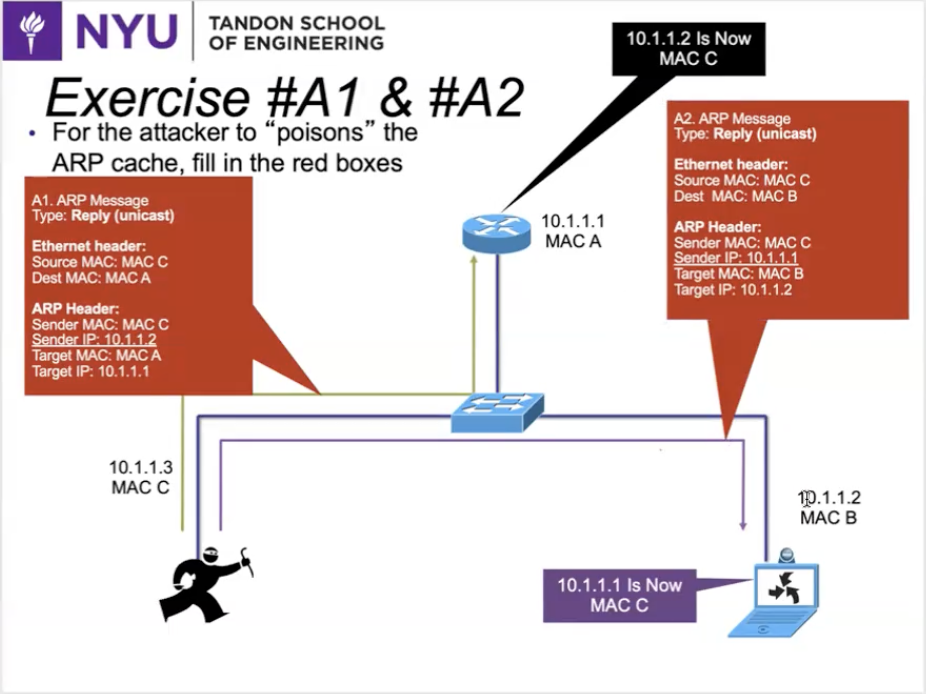 NYU
TANDON SCHOOL
OF ENGINEERING
Exercise #A1 & #A2
• For the attacker to “poisons” the
ARP cache, fill in the red boxes
10.1.1.2 Is Now
MAC C
A1. ARP Message
Type: Reply (unicast)
Ethernet header:
Source MAC: MAC C
Dest MAC: MAC A
ARP Header:
Sender MAC: MAC C
Sender IP: 10.1.1.2
Target MAC: MAC A
Target IP: 10.1.1.1
10.1.1.1
MAC A
A2. ARP Message
Type: Reply (unicast)
Ethernet header:
Source MAC: MAC C
Dest  MAC: MAC B
ARP Header:
Sender MAC: MAC C
Sender IP: 10.1.1.1
Target MAC: MAC B
Target IP: 10.1.1.2
10.1.1.3
MAC C
10.1.1.2
MAC B
10.1.1.1 Is Now
MAC C